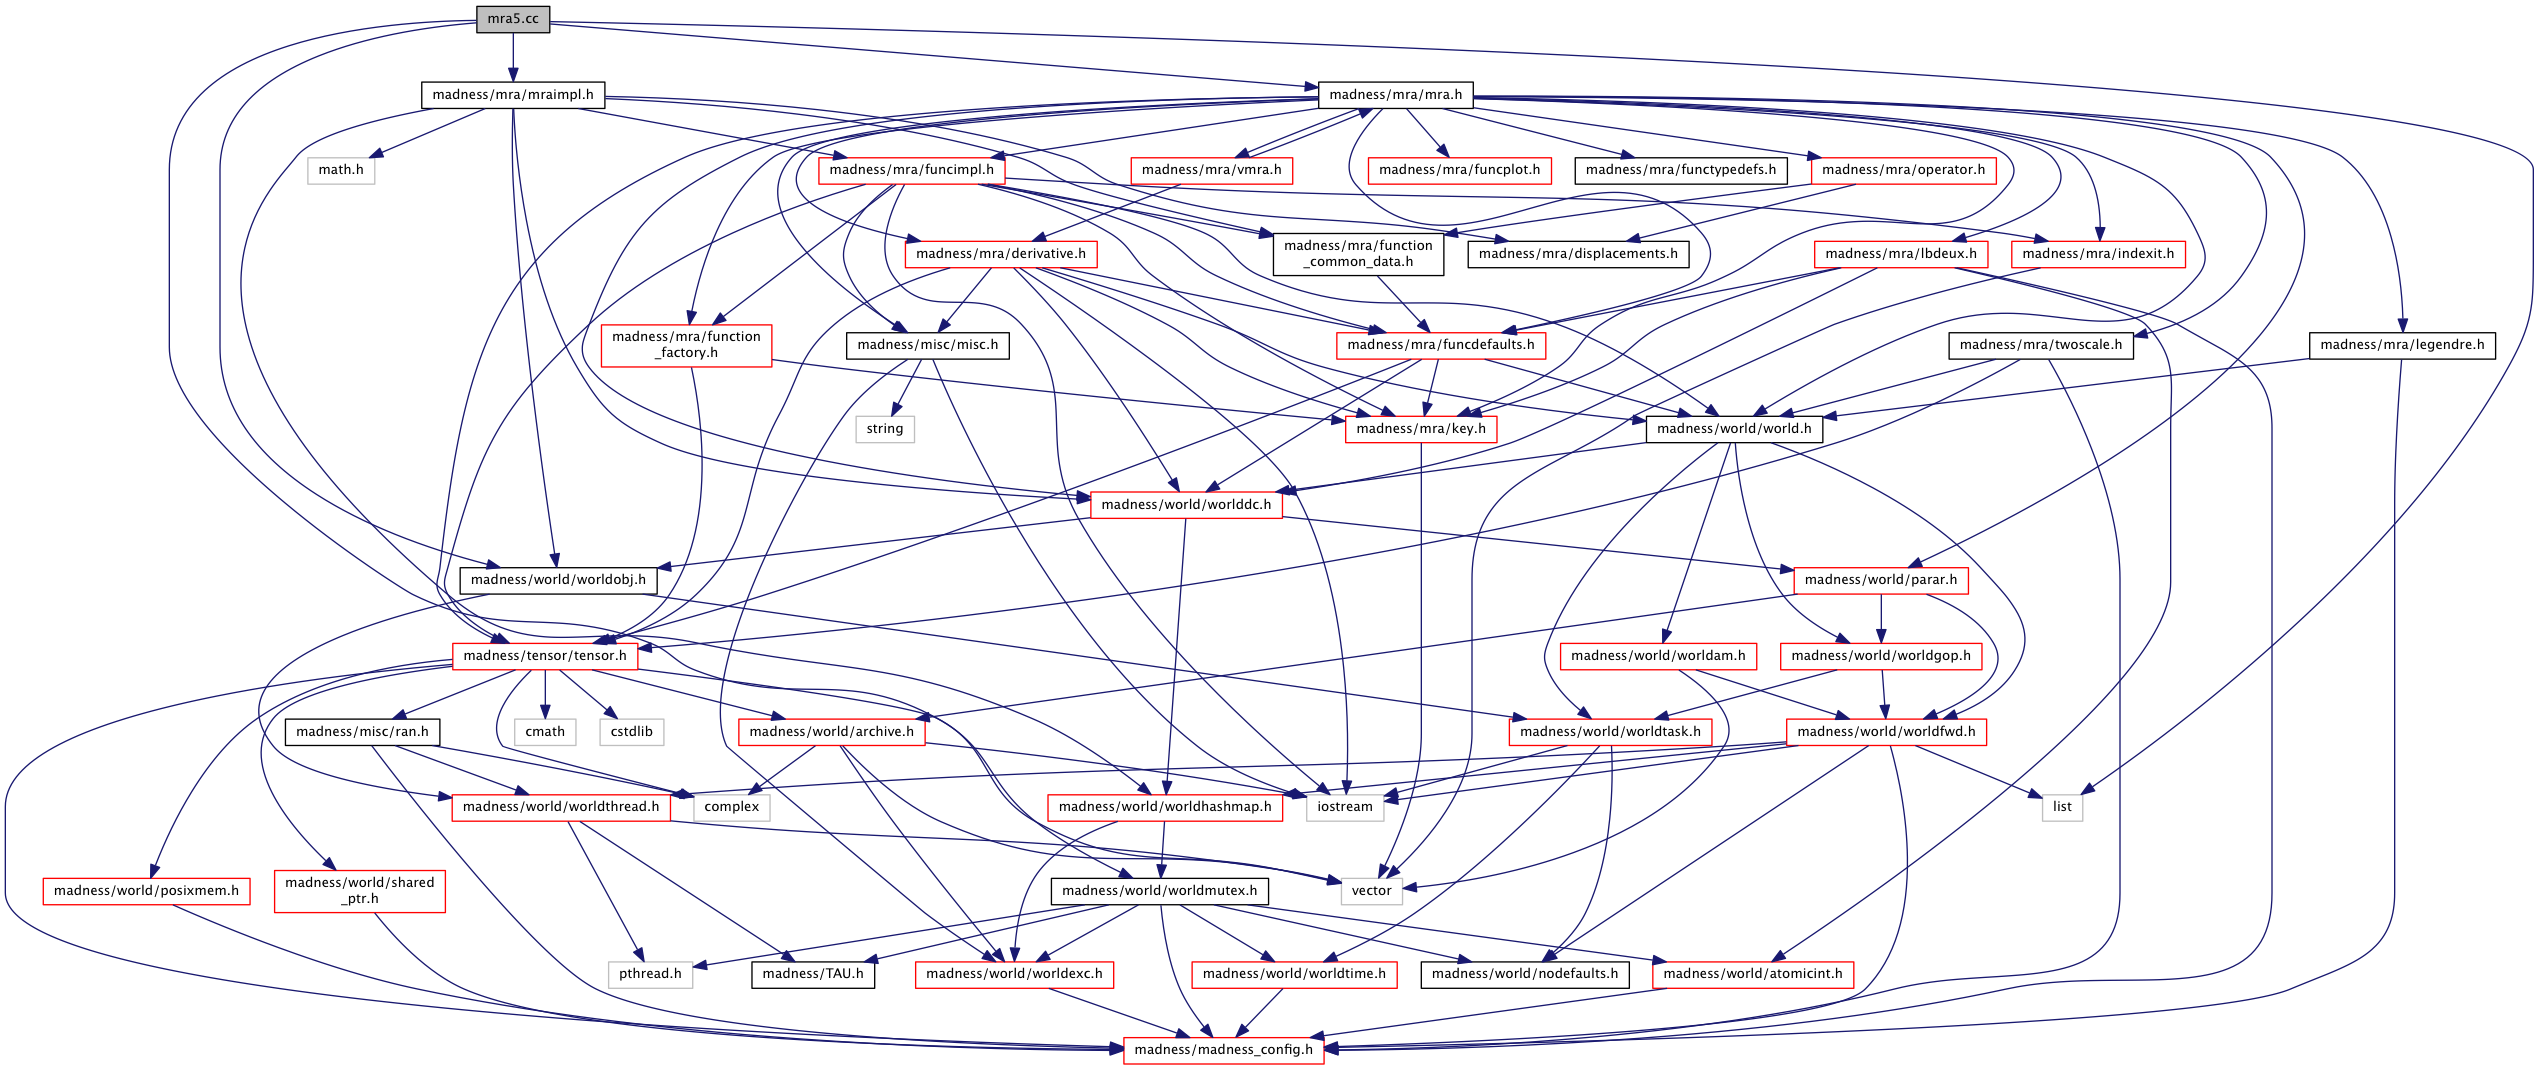 mra5.cc
madness/mra/mraimpl.h
madness/mra/mra.h
math.h
madness/mra/funcimpl.h
madness/mra/vmra.h
madness/mra/funcplot.h
madness/mra/functypedefs.h
madness/mra/operator.h
madness/mra/derivative.h
madness/mra/function
_common_data.h
madness/mra/displacements.h
madness/mra/lbdeux.h
madness/mra/indexit.h
madness/mra/function
_factory.h
madness/misc/misc.h
madness/mra/funcdefaults.h
madness/mra/twoscale.h
madness/mra/legendre.h
string
madness/mra/key.h
madness/world/world.h
madness/world/worlddc.h
madness/world/worldobj.h
madness/world/parar.h
madness/tensor/tensor.h
madness/world/worldam.h
madness/world/worldgop.h
madness/misc/ran.h
cmath
cstdlib
madness/world/archive.h
madness/world/worldtask.h
madness/world/worldfwd.h
madness/world/worldthread.h
complex
madness/world/worldhashmap.h
iostream
list
madness/world/posixmem.h
madness/world/shared
_ptr.h
madness/world/worldmutex.h
vector
pthread.h
madness/TAU.h
madness/world/worldexc.h
madness/world/worldtime.h
madness/world/nodefaults.h
madness/world/atomicint.h
madness/madness_config.h